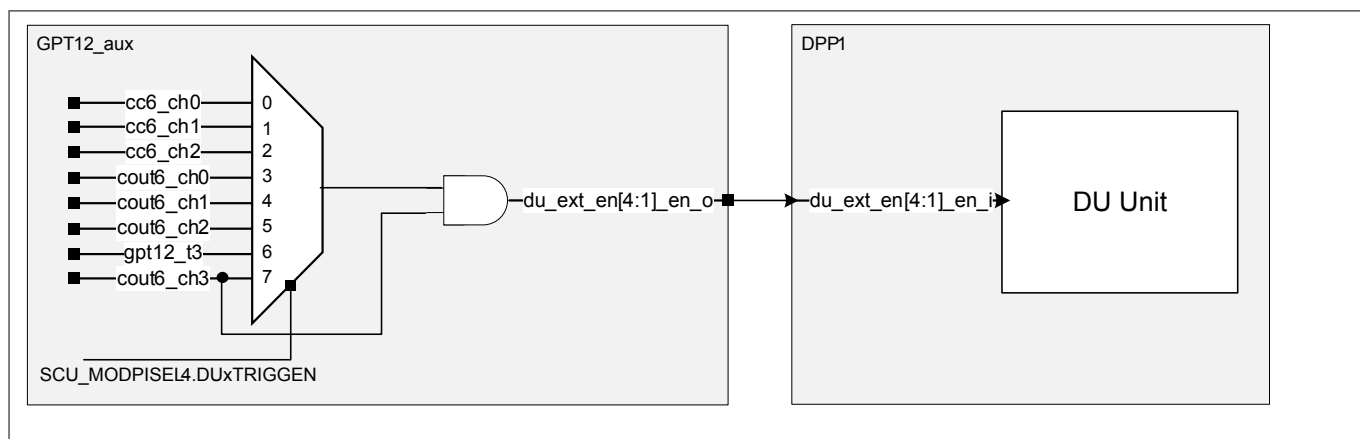 GPT12_aux
DPP1
cc6_ch0
0
cc6_ch1
1
cc6_ch2
2
cout6_ch0
3
cout6_ch1
4
cout6_ch2
5
gpt12_t3
6
cout6_ch3
7
du_ext_en[4:1]_en_o
du_ext_en[4:1]_en_i
DU Unit
SCU_MODPISEL4.DUxTRIGGEN